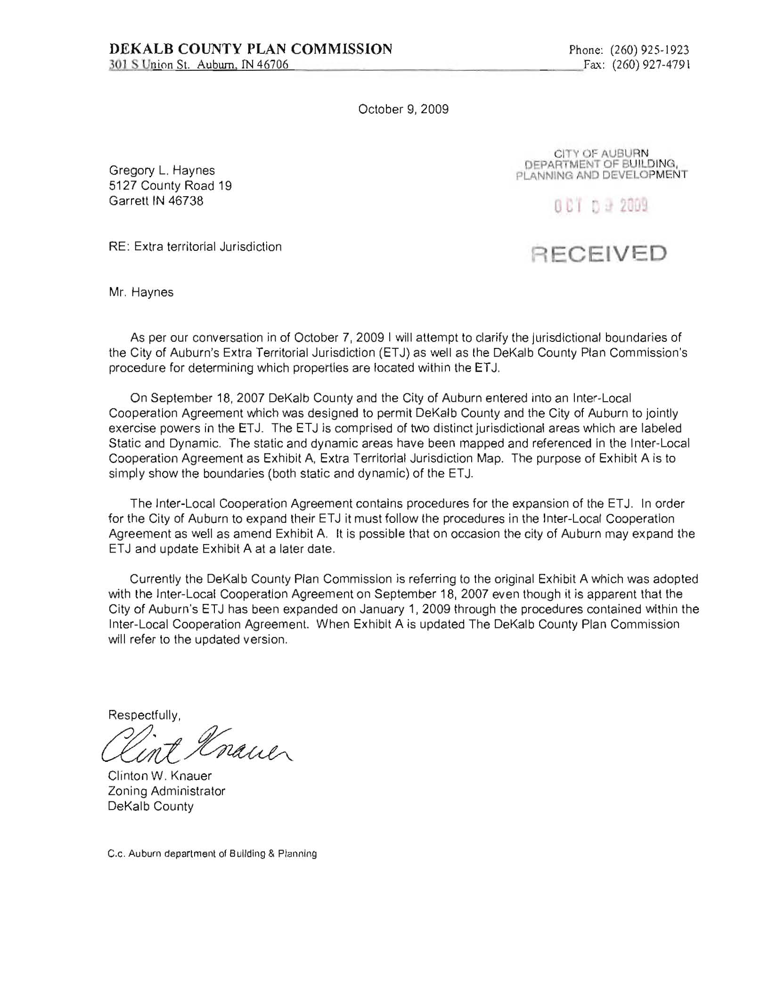 DEKALB COUNTY PLAN COMMISSION Phone: (260) 925-1923
301 S Union St. Auburn, IN 46706 Fax: (260) 927-4791
October 9, 2009
CITY OF AUBURN
DEPARTMENT OF BUILDING,
PLANNING AND DEVELOPMENT
OCT 09 2009
RECEIVED
Gregory L. Haynes
5127 County Road 19
Garrett IN 46738
RE: Extra territorial Jurisdiction
Mr. Haynes
As per our conversation in of October 7, 2009 I will attempt to clarify the jurisdictional boundaries of
the City of Auburn's Extra Territorial Jurisdiction (ETJ) as well as the DeKalb County Plan Commission's
procedure for determining which properties are located within the ETJ.
On September 18, 2007 DeKalb County and the City of Auburn entered into an Inter-Local
Cooperation Agreement which was designed to permit DeKalb County and the City of Auburn to jointly
exercise powers in the ETJ. The ETJ is comprised of two distinct jurisdictional areas which are labeled
Static and Dynamic. The static and dynamic areas have been mapped and referenced in the Inter-Local
Cooperation Agreement as Exhibit A, Extra Territorial Jurisdiction Map. The purpose of Exhibit A is to
simply show the boundaries (both static and dynamic) of the ETJ.
The Inter-Local Cooperation Agreement contains procedures for the expansion of the ETJ. In order
for the City of Auburn to expand their ETJ it must follow the procedures in the Inter-Local Cooperation
Agreement as well as amend Exhibit A. It is possible that on occasion the city of Auburn may expand the
ETJ and update Exhibit A at a later date.
Currently the DeKalb County Plan Commission is referring to the original Exhibit A which was adopted
with the Inter-Local Cooperation Agreement on September 18, 2007 even though it is apparent that the
City of Auburn's ETJ has been expanded on January 1, 2009 through the procedures contained within the
Inter-Local Cooperation Agreement. When Exhibit A is updated The DeKalb County Plan Commission
will refer to the updated version.
Respectfully,
Clint Knauer
Clinton W. Knauer
Zoning Administrator
DeKalb County
C.c. Auburn department of Building & Planning